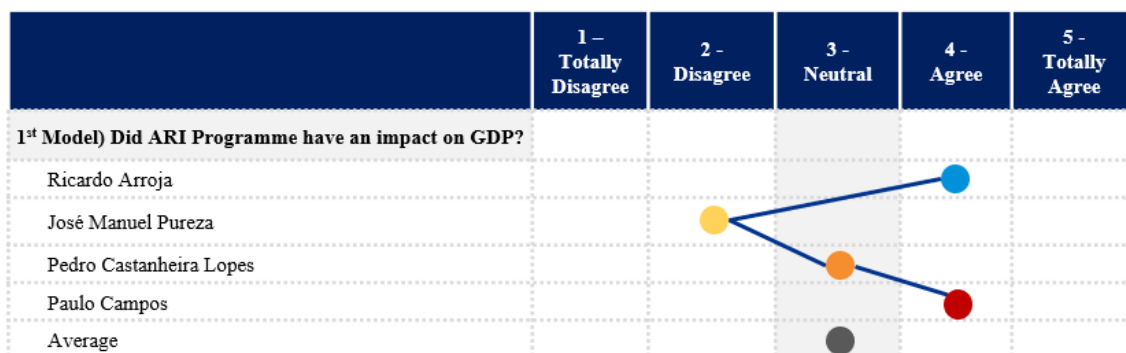 1 –
Totally
Disagree
2 -
Disagree
3 -
Neutral
4 -
Agree
5 -
Totally
Agree
1st Model) Did ARI Programme have an impact on GDP?
Ricardo Arroja
José Manuel Pureza
Pedro Castanheira Lopes
Paulo Campos
Average